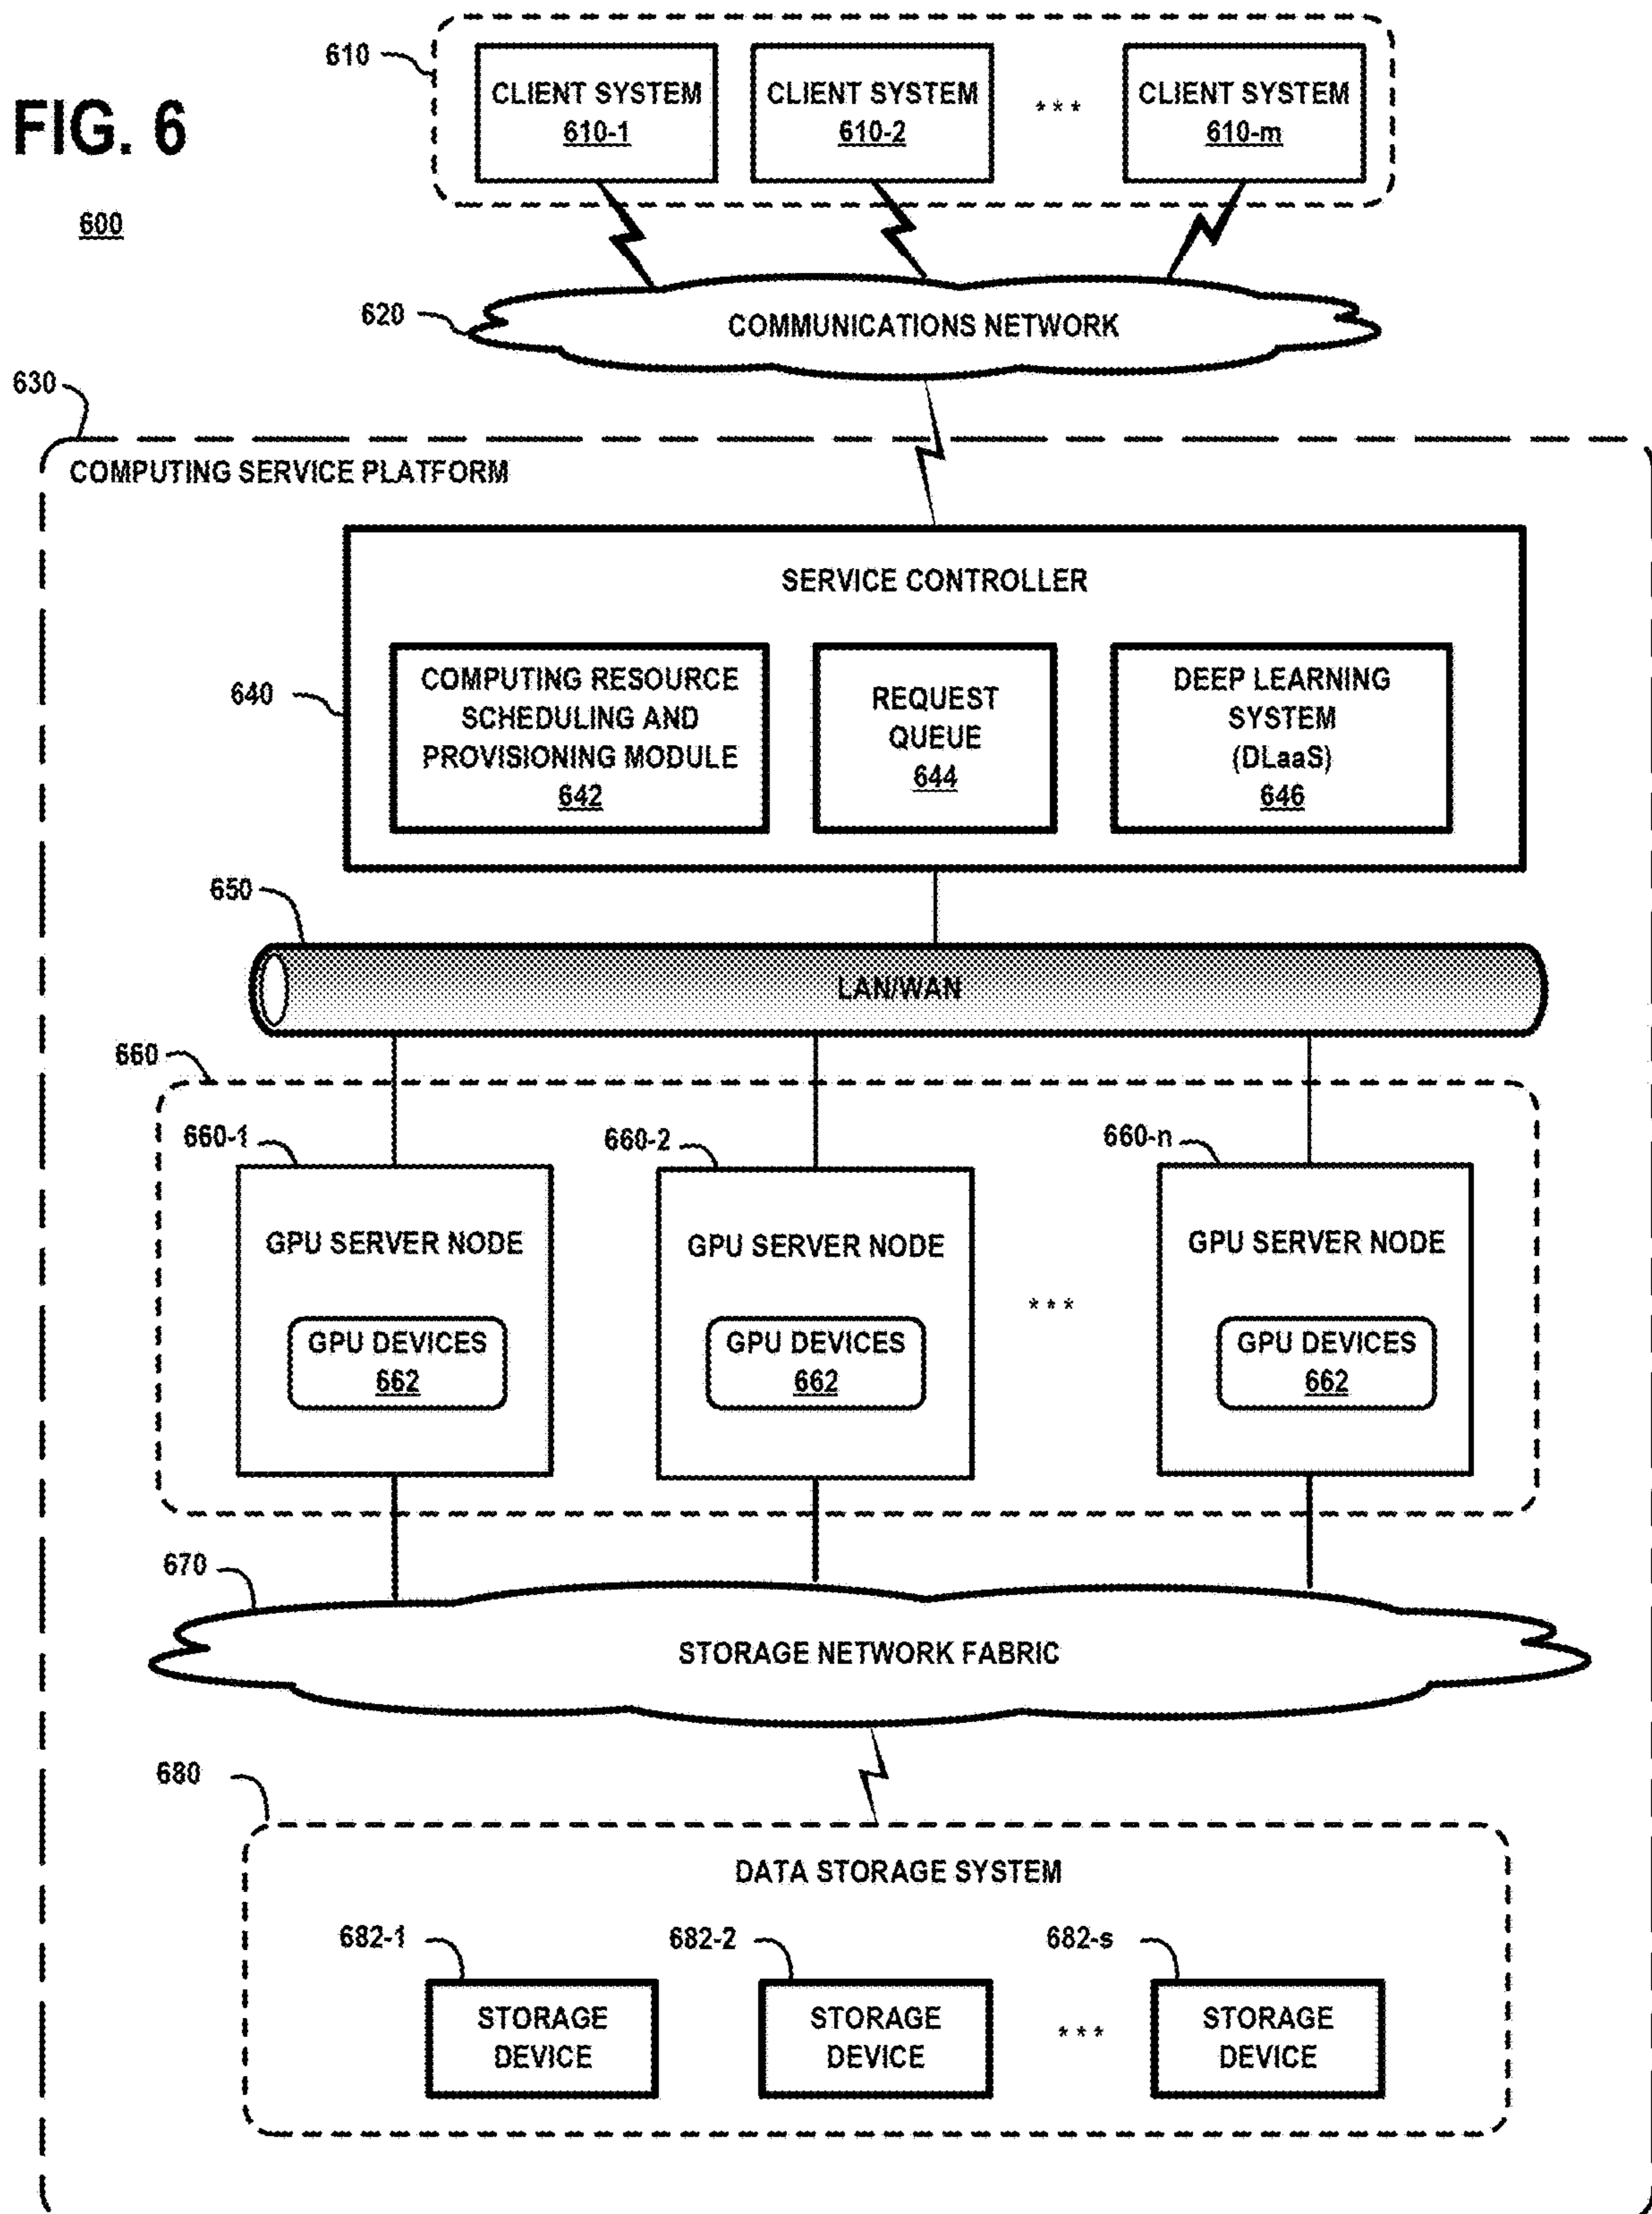 FIG. 6
600
610
CLIENT SYSTEM
610-1
CLIENT SYSTEM
610-2
* * *
CLIENT SYSTEM
610-m
620
COMMUNICATIONS NETWORK
630
COMPUTING SERVICE PLATFORM
SERVICE CONTROLLER
640
COMPUTING RESOURCE
SCHEDULING AND
PROVISIONING MODULE
642
REQUEST
QUEUE
644
DEEP LEARNING
SYSTEM
(DLaaS)
646
650
LAN/WAN
660
660-1
GPU SERVER NODE
GPU DEVICES
662
660-2
GPU SERVER NODE
GPU DEVICES
662
* * *
660-n
GPU SERVER NODE
GPU DEVICES
662
670
STORAGE NETWORK FABRIC
680
DATA STORAGE SYSTEM
682-1
STORAGE
DEVICE
682-2
STORAGE
DEVICE
* * *
682-s
STORAGE
DEVICE